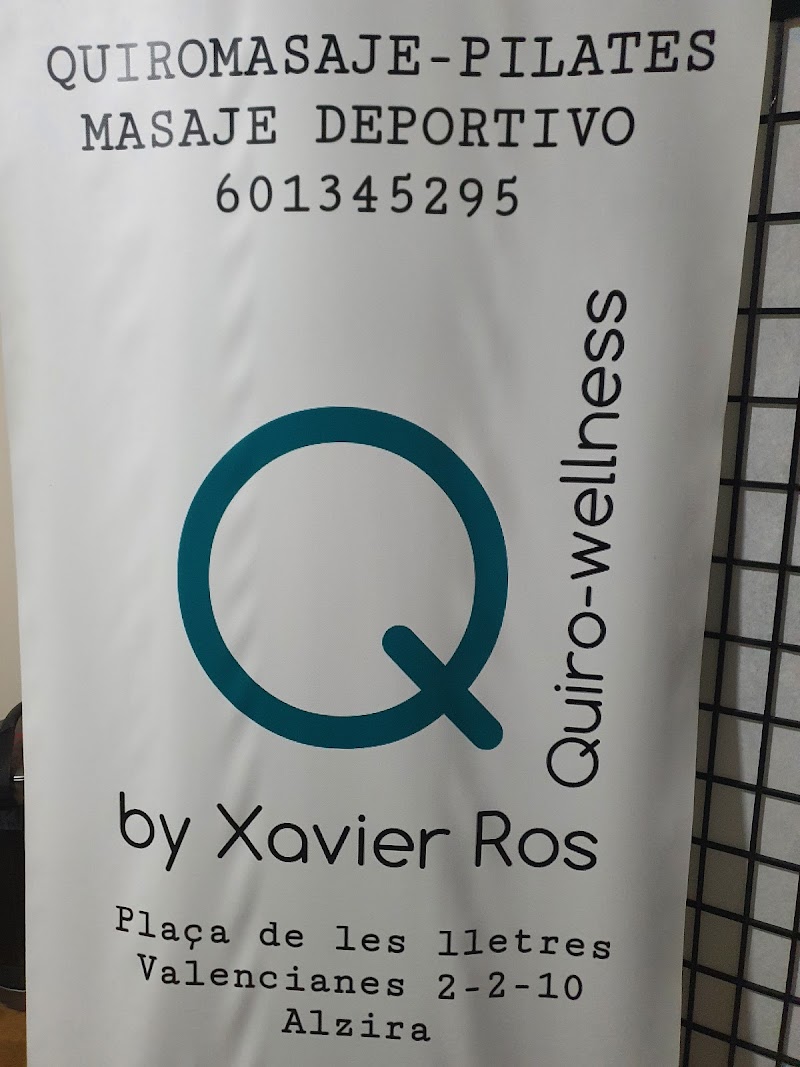 QUIROMASAJE-PILATES
MASAJE DEPORTIVO
601345295
Q
Quiro-wellness
by Xavier Ros
Plaça de les lletres
Valencianes 2-2-10
Alzira